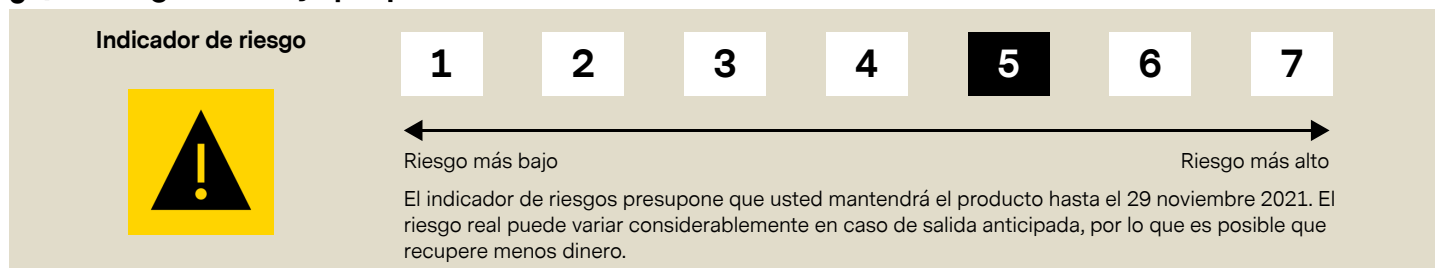 Indicador de riesgo
1 2 3 4 5 6 7
Riesgo más bajo Riesgo más alto
El indicador de riesgos presupone que usted mantendrá el producto hasta el 29 noviembre 2021. El
riesgo real puede variar considerablemente en caso de salida anticipada, por lo que es posible que
recupere menos dinero.